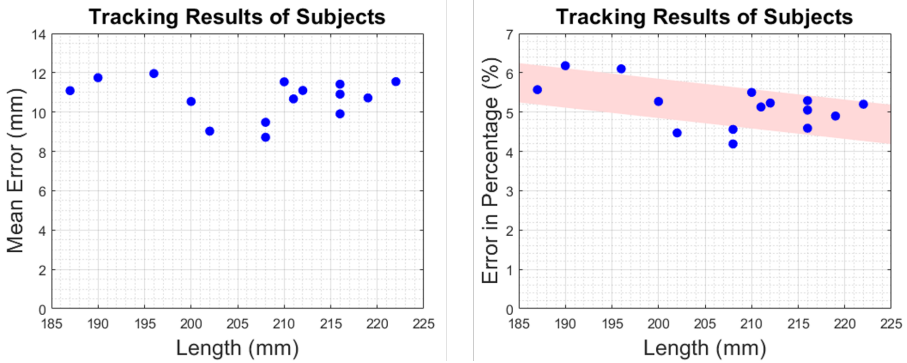 Tracking Results of Subjects
Mean Error (mm)
14
12
10
8
6
4
2
0
185 190 195 200 205 210 215 220 225
Length (mm)
Tracking Results of Subjects
Error in Percentage (%)
7
6
5
4
3
2
1
0
185 190 195 200 205 210 215 220 225
Length (mm)